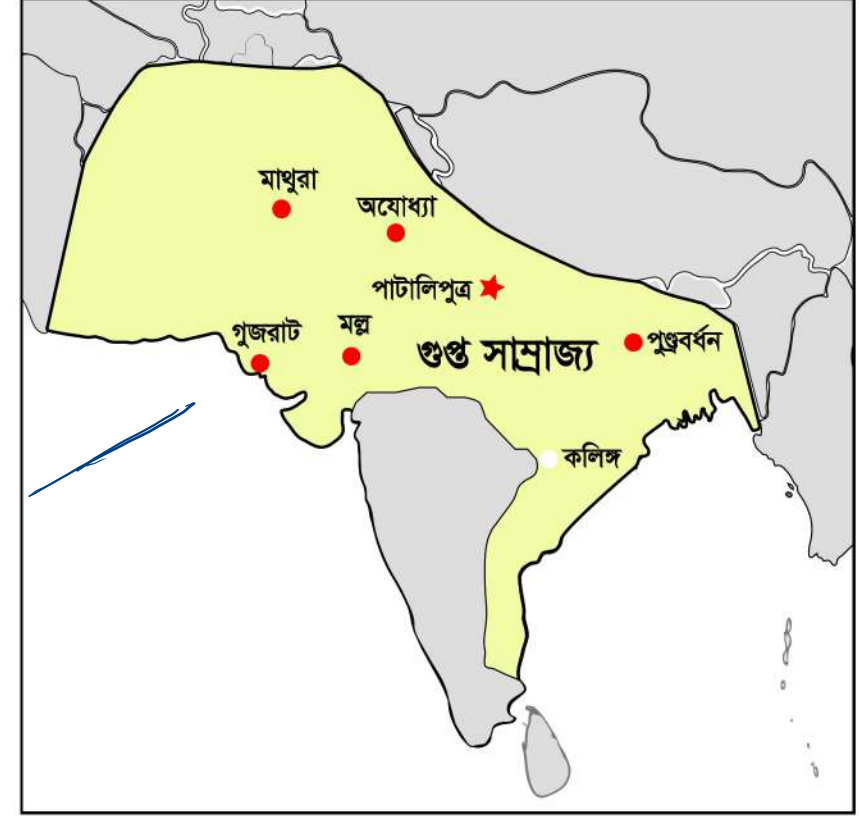 মাথুরা
অযোধ্যা
পাটালিপুত্র
গুজরাট
মল্ল
গুপ্ত সাম্রাজ্য
পুণ্ড্রবর্ধন
কলিঙ্গ